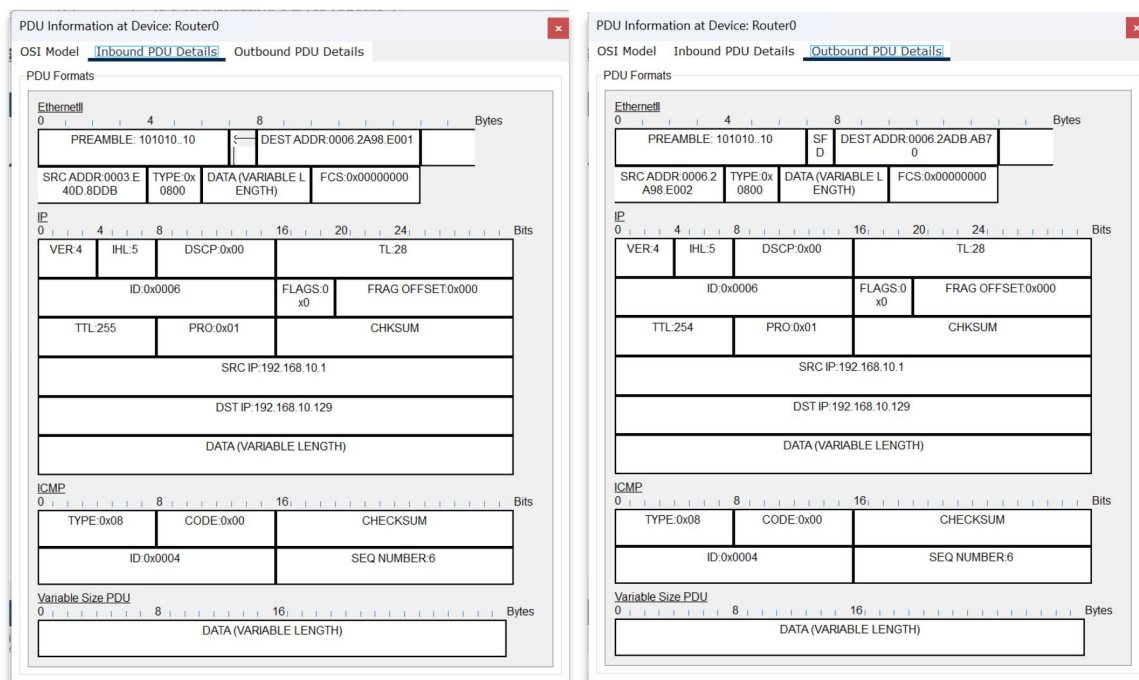 PDU Information at Device: Router0
x
OSI Model Inbound PDU Details Outbound PDU Details
PDU Formats
EthernetII
0 4 8 Bytes
PREAMBLE: 101010..10 DEST ADDR:0006.2A98.E001
SRC ADDR:0003.E
40D.8DDB
TYPE:0x
0800
DATA (VARIABLE L
ENGTH)
FCS:0x00000000
IP
0 4 8 16 20 24 Bits
VER:4 IHL:5 DSCP:0x00 TL:28
ID:0x0006 FLAGS:0
x0
FRAG OFFSET:0x000
TTL:255 PRO:0x01 CHKSUM
SRC IP:192.168.10.1
DST IP:192.168.10.129
DATA (VARIABLE LENGTH)
ICMP
0 8 16 Bits
TYPE:0x08 CODE:0x00 CHECKSUM
ID:0x0004 SEQ NUMBER:6
Variable Size PDU
0 8 16 Bytes
DATA (VARIABLE LENGTH)
PDU Information at Device: Router0
x
OSI Model Inbound PDU Details Outbound PDU Details
PDU Formats
EthernetII
0 4 8 Bytes
PREAMBLE: 101010..10 SF
D
DEST ADDR:0006.2ADB.AB7
0
SRC ADDR:0006.2
A98.E002
TYPE:0x
0800
DATA (VARIABLE L
ENGTH)
FCS:0x00000000
IP
0 4 8 16 20 24 Bits
VER:4 IHL:5 DSCP:0x00 TL:28
ID:0x0006 FLAGS:0
x0
FRAG OFFSET:0x000
TTL:254 PRO:0x01 CHKSUM
SRC IP:192.168.10.1
DST IP:192.168.10.129
DATA (VARIABLE LENGTH)
ICMP
0 8 16 Bits
TYPE:0x08 CODE:0x00 CHECKSUM
ID:0x0004 SEQ NUMBER:6
Variable Size PDU
0 8 16 Bytes
DATA (VARIABLE LENGTH)